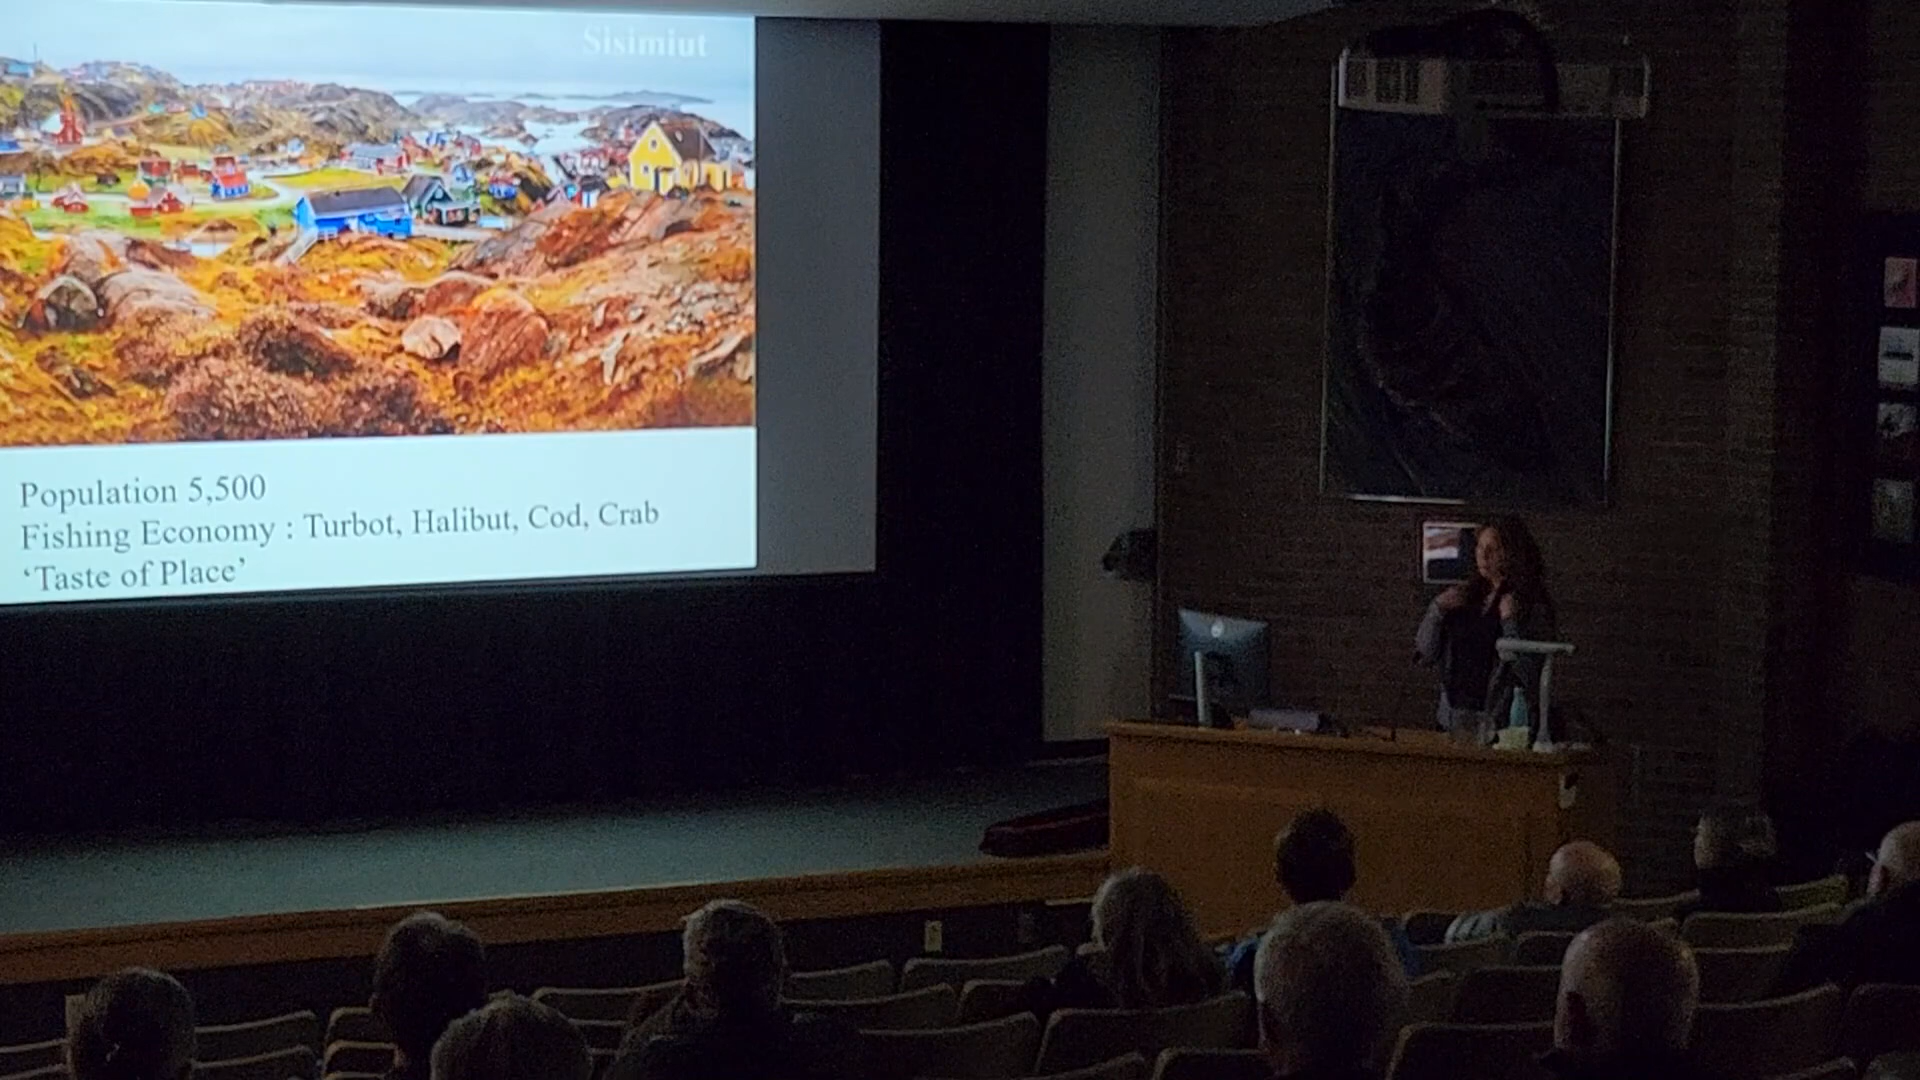 Sisimiut
Population 5,500
Fishing Economy : Turbot, Halibut, Cod, Crab
‘Taste of Place’